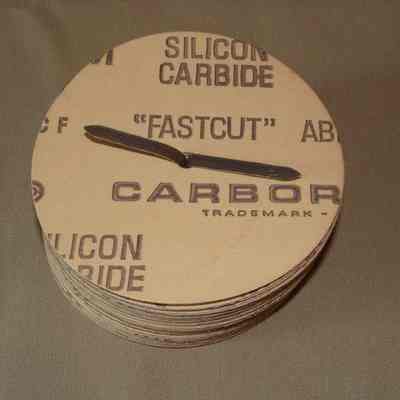 M SILICON
CARBIDE
C F "FASTCUT" AB
® CARBOR
TRADEMARK -
SILICON
CARBIDE